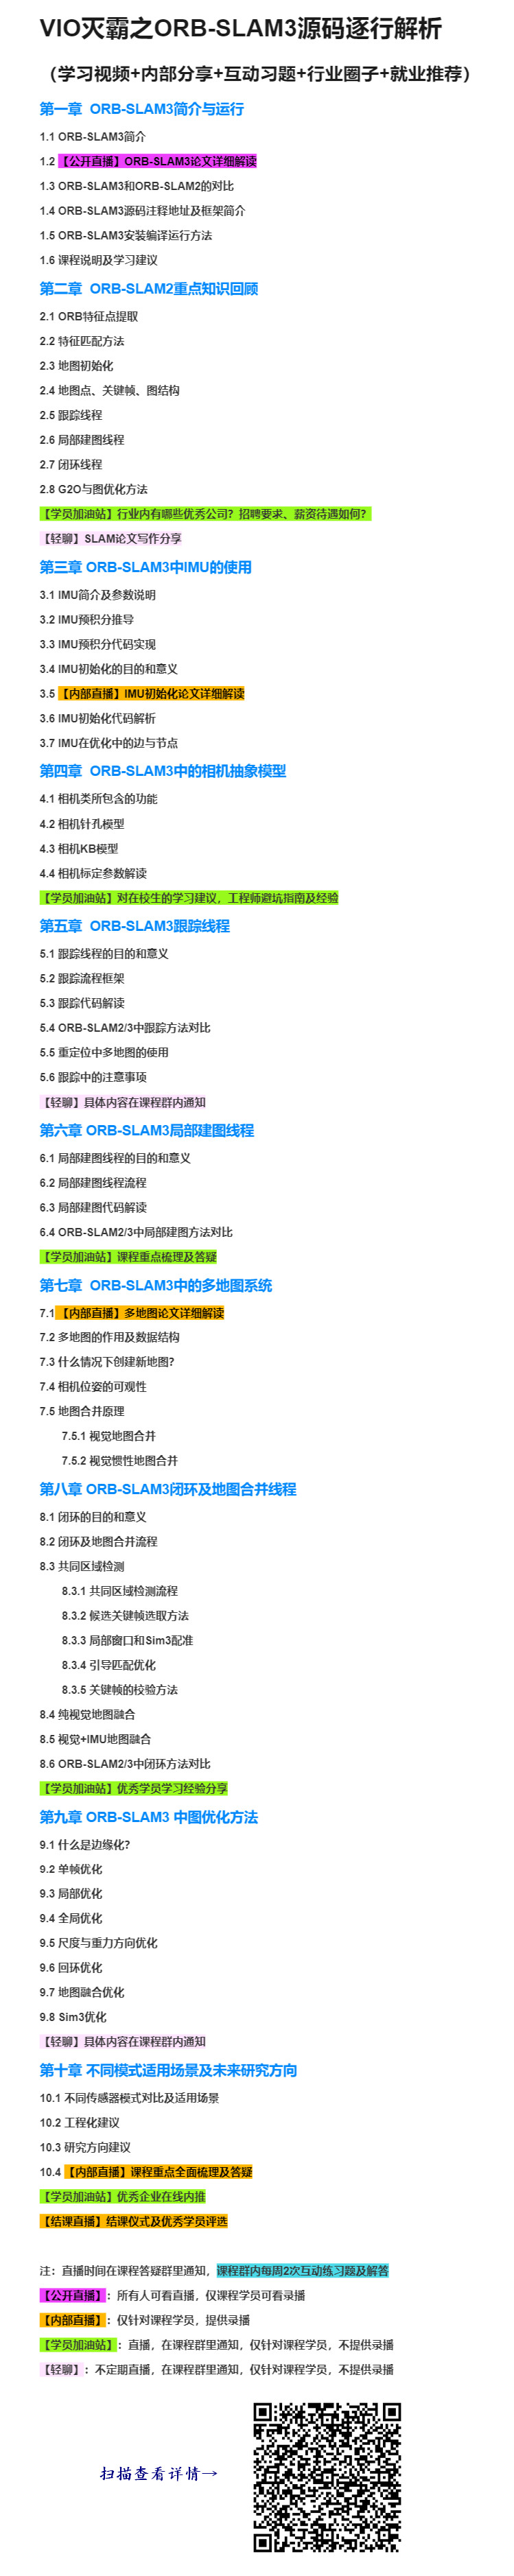 VIO灭霸之ORB-SLAM3源码逐行解析
（学习视频+内部分享+互动习题+行业圈子+就业推荐）
第一章 ORB-SLAM3简介与运行
1.1 ORB-SLAM3简介
1.2 【公开直播】ORB-SLAM3论文详细解读
1.3 ORB-SLAM3和ORB-SLAM2的对比
1.4 ORB-SLAM3源码注释地址及框架简介
1.5 ORB-SLAM3安装编译运行方法
1.6 课程说明及学习建议
第二章 ORB-SLAM2重点知识回顾
2.1 ORB特征点提取
2.2 特征匹配方法
2.3 地图初始化
2.4 地图点、关键帧、图结构
2.5 跟踪线程
2.6 局部建图线程
2.7 闭环线程
2.8 G2O与图优化方法
【学员加油站】行业内有哪些优秀公司？招聘要求、薪资待遇如何？
【轻聊】SLAM论文写作分享
第三章 ORB-SLAM3中IMU的使用
3.1 IMU简介及参数说明
3.2 IMU预积分推导
3.3 IMU预积分代码实现
3.4 IMU初始化的目的和意义
3.5 【内部直播】IMU初始化论文详细解读
3.6 IMU初始化代码解析
3.7 IMU在优化中的边与节点
第四章 ORB-SLAM3中的相机抽象模型
4.1 相机类所包含的功能
4.2 相机针孔模型
4.3 相机KB模型
4.4 相机标定参数解读
【学员加油站】对在校生的学习建议，工程师避坑指南及经验
第五章 ORB-SLAM3跟踪线程
5.1 跟踪线程的目的和意义
5.2 跟踪流程框架
5.3 跟踪代码解读
5.4 ORB-SLAM2/3中跟踪方法对比
5.5 重定位中多地图的使用
5.6 跟踪中的注意事项
【轻聊】具体内容在课程群内通知
第六章 ORB-SLAM3局部建图线程
6.1 局部建图线程的目的和意义
6.2 局部建图线程流程
6.3 局部建图代码解读
6.4 ORB-SLAM2/3中局部建图方法对比
【学员加油站】课程重点梳理及答疑
第七章 ORB-SLAM3中的多地图系统
7.1【内部直播】多地图论文详细解读
7.2 多地图的作用及数据结构
7.3 什么情况下创建新地图?
7.4 相机位姿的可观性
7.5 地图合并原理
7.5.1 视觉地图合并
7.5.2 视觉惯性地图合并
第八章 ORB-SLAM3闭环及地图合并线程
8.1 闭环的目的和意义
8.2 闭环及地图合并流程
8.3 共同区域检测
8.3.1 共同区域检测流程
8.3.2 候选关键帧选取方法
8.3.3 局部窗口和Sim3配准
8.3.4 引导匹配优化
8.3.5 关键帧的校验方法
8.4 纯视觉地图融合
8.5 视觉+IMU地图融合
8.6 ORB-SLAM2/3中闭环方法对比
【学员加油站】优秀学员学习经验分享
第九章 ORB-SLAM3 中图优化方法
9.1 什么是边缘化?
9.2 单帧优化
9.3 局部优化
9.4 全局优化
9.5 尺度与重力方向优化
9.6 回环优化
9.7 地图融合优化
9.8 Sim3优化
【轻聊】具体内容在课程群内通知
第十章 不同模式适用场景及未来研究方向
10.1 不同传感器模式对比及适用场景
10.2 工程化建议
10.3 研究方向建议
10.4 【内部直播】课程重点全面梳理及答疑
【学员加油站】优秀企业在线内推
【结课直播】结课仪式及优秀学员评选
注：直播时间在课程答疑群里通知，课程群内每周2次互动练习题及解答
【公开直播】：所有人可看直播，仅课程学员可看录播
【内部直播】：仅针对课程学员，提供录播
【学员加油站】：直播，在课程群里通知，仅针对课程学员，不提供录播
【轻聊】：不定期直播，在课程群里通知，仅针对课程学员，不提供录播
扫描查看详情→